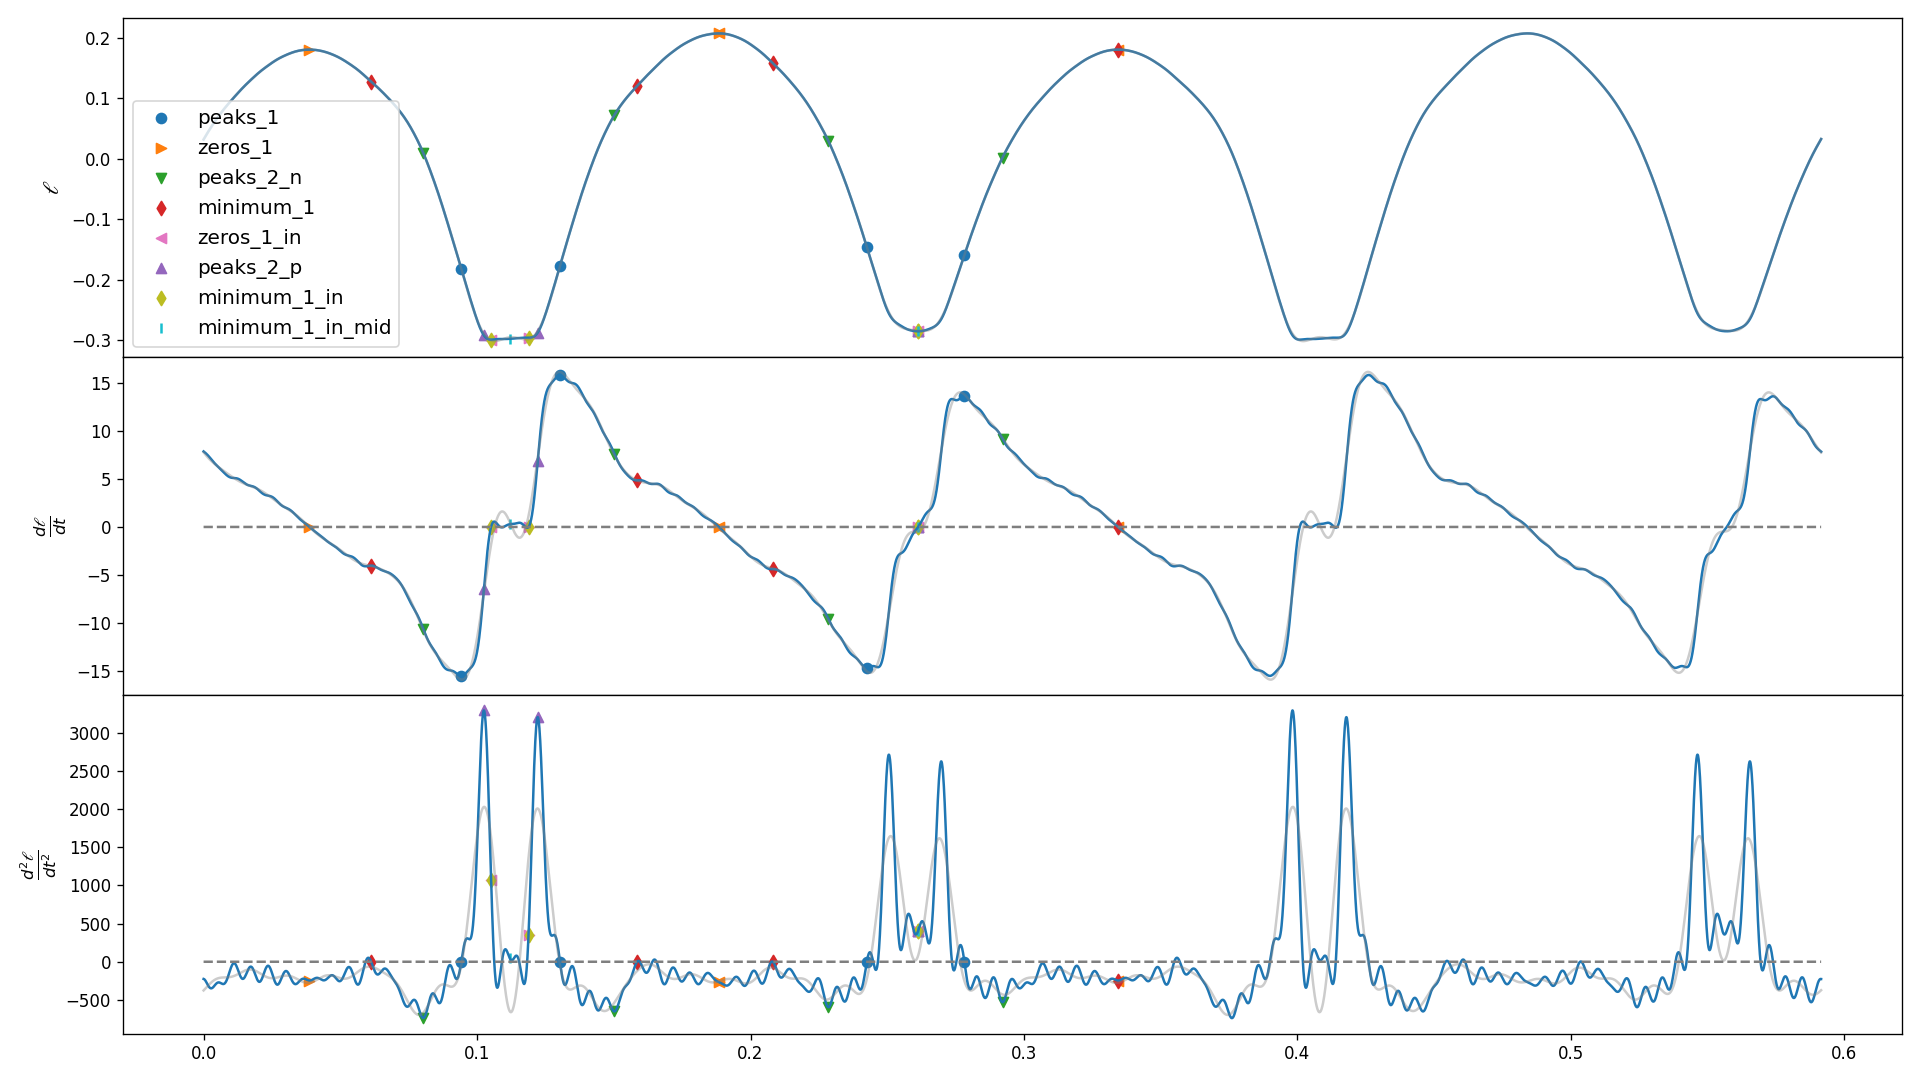 0.2
0.1
0.0
−0.1
−0.2
−0.3
ℓ
peaks_1
zeros_1
peaks_2_n
minimum_1
zeros_1_in
peaks_2_p
minimum_1_in
minimum_1_in_mid
15
10
5
0
−5
−10
−15
dℓ
dt
3000
2500
2000
1500
1000
500
0
−500
d²ℓ
dt²
0.0 0.1 0.2 0.3 0.4 0.5 0.6